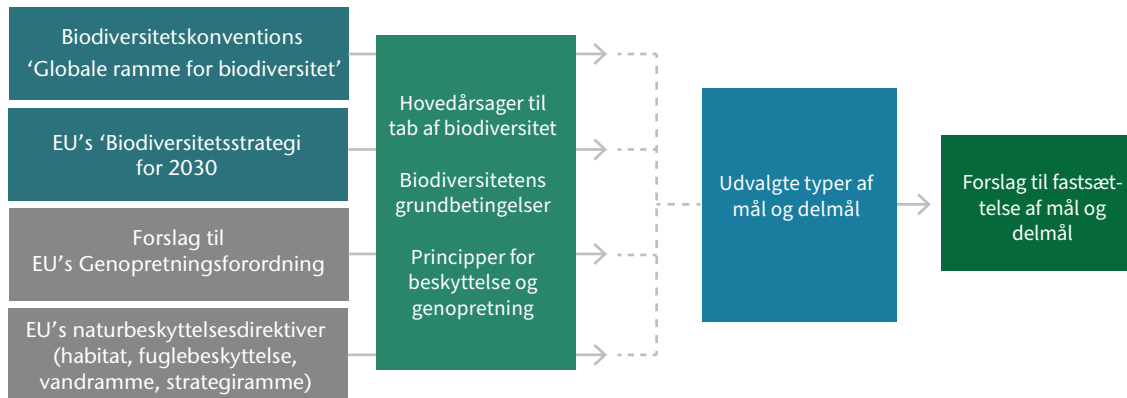 Biodiversitetskonventions
‘Globale ramme for biodiversitet’
EU’s ‘Biodiversitetsstrategi
for 2030
Forslag til
EU’s Genopretningsforordning
EU’s naturbeskyttelsesdirektiver
(habitat, fuglebeskyttelse,
vandramme, strategiramme)
Hovedårsager til
tab af biodiversitet
Biodiversitetens
grundbetingelser
Principper for
beskyttelse og
genopretning
Udvalgte typer af
mål og delmål
Forslag til fastsæt-
telse af mål og
delmål